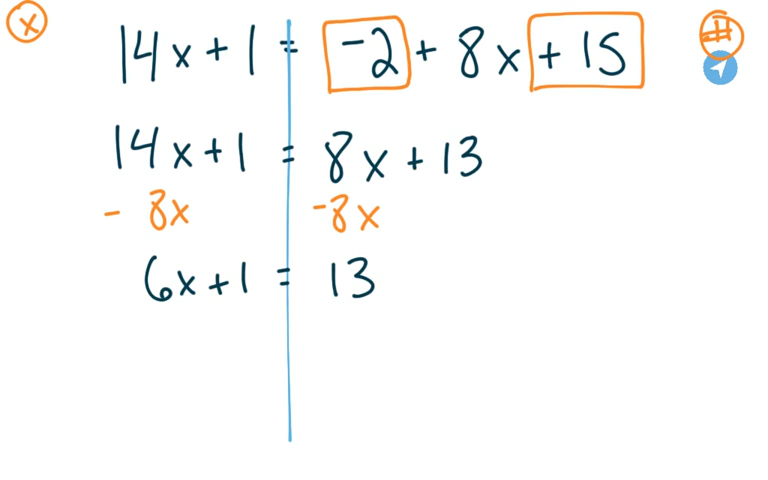 x
14x + 1 = -2 + 8x + 15
#
14x + 1 = 8x + 13
- 8x -8x
6x + 1 = 13